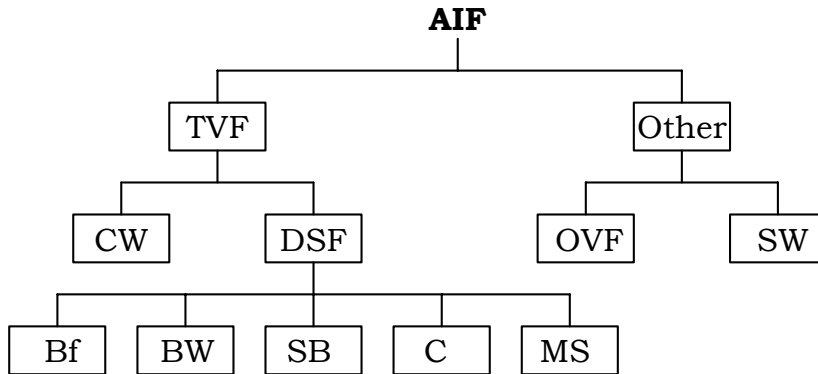 AIF
TVF Other
CW DSF OVF SW
Bf BW SB C MS